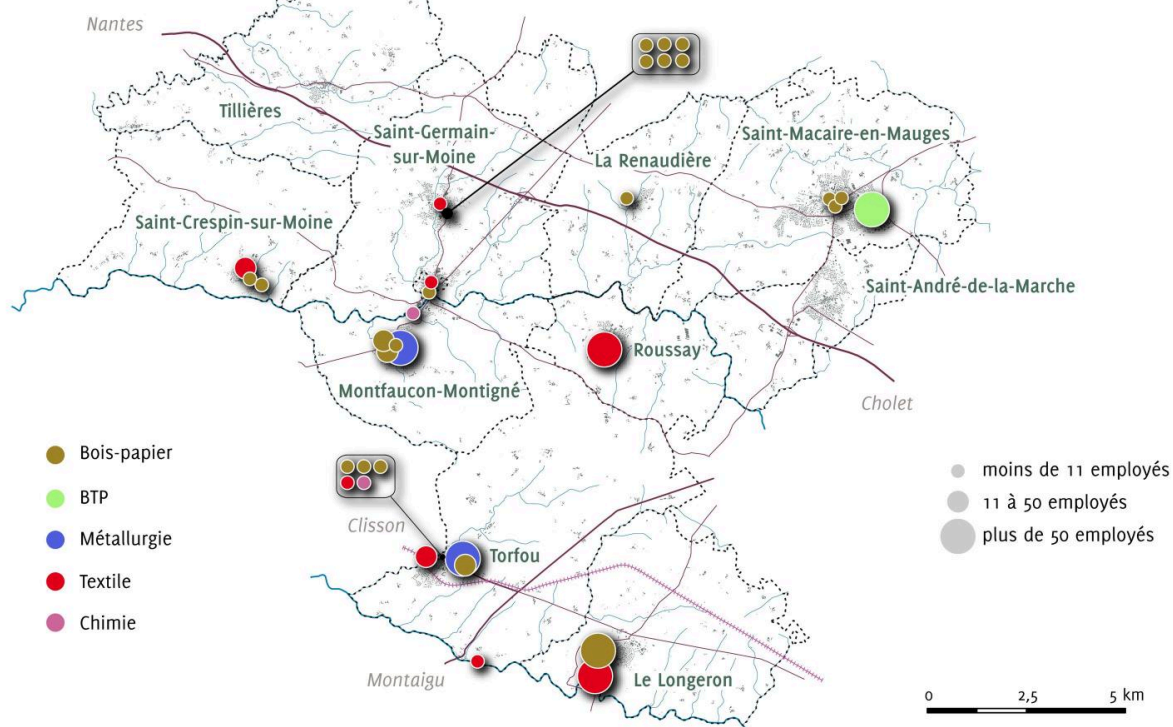 Nantes
Tillières
Saint-Germain-
sur-Moine
Saint-Macaire-en-Mauges
La Renaudière
Saint-Crespin-sur-Moine
Saint-André-de-la-Marche
Roussay
Montfaucon-Montigné
Cholet
Bois-papier
BTP
Métallurgie
Textile
Chimie
moins de 11 employés
11 à 50 employés
plus de 50 employés
Clisson
Torfou
Montaigu
Le Longeron
0 2,5 5 km